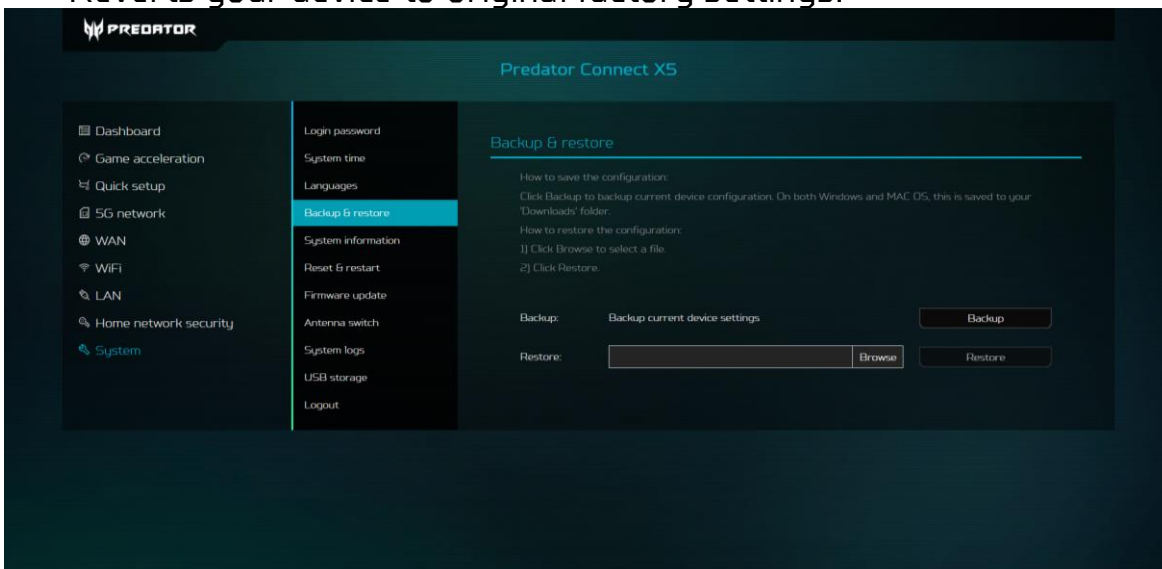 Reverts your device to original factory settings.
PREDATOR
Predator Connect X5
Dashboard
Game acceleration
Quick setup
5G network
WAN
WiFi
LAN
Home network security
System
Login password
System time
Languages
Backup & restore
System information
Reset & restart
Firmware update
Antenna switch
System logs
USB storage
Logout
Backup & restore
How to save the configuration:
Click Backup to backup current device configuration. On both Windows and MAC OS, this is saved to your
'Downloads' folder.
How to restore the configuration:
1) Click Browse to select a file.
2) Click Restore.
Backup: Backup current device settings Backup
Restore: Browse Restore